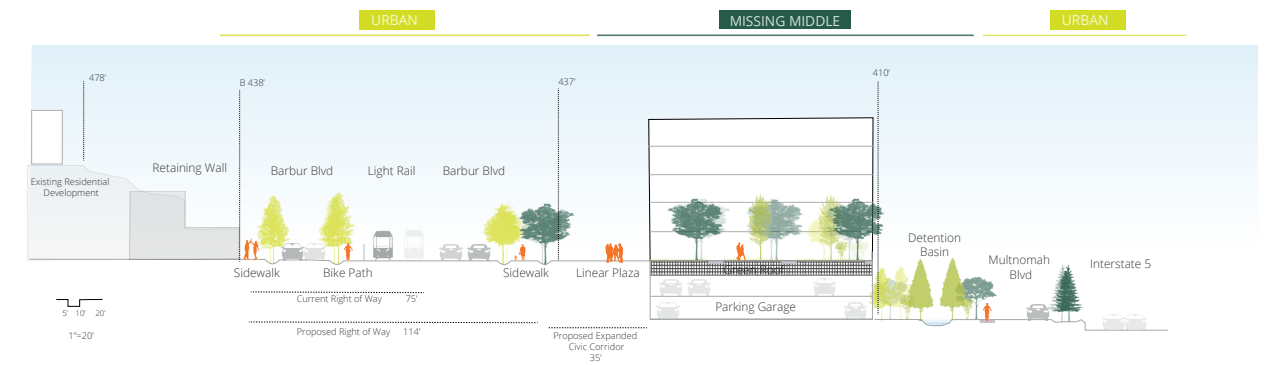 URBAN
MISSING MIDDLE
URBAN
478'
B 438'
437'
410'
Existing Residential
Development
Retaining Wall
Barbur Blvd
Light Rail
Barbur Blvd
Detention
Basin
Multnomah
Blvd
Interstate 5
Sidewalk
Bike Path
Sidewalk
Linear Plaza
Green Roof
Parking Garage
Current Right of Way 75'
Proposed Right of Way 114'
Proposed Expanded
Civic Corridor
35'
5' 10' 20'
1"=20'